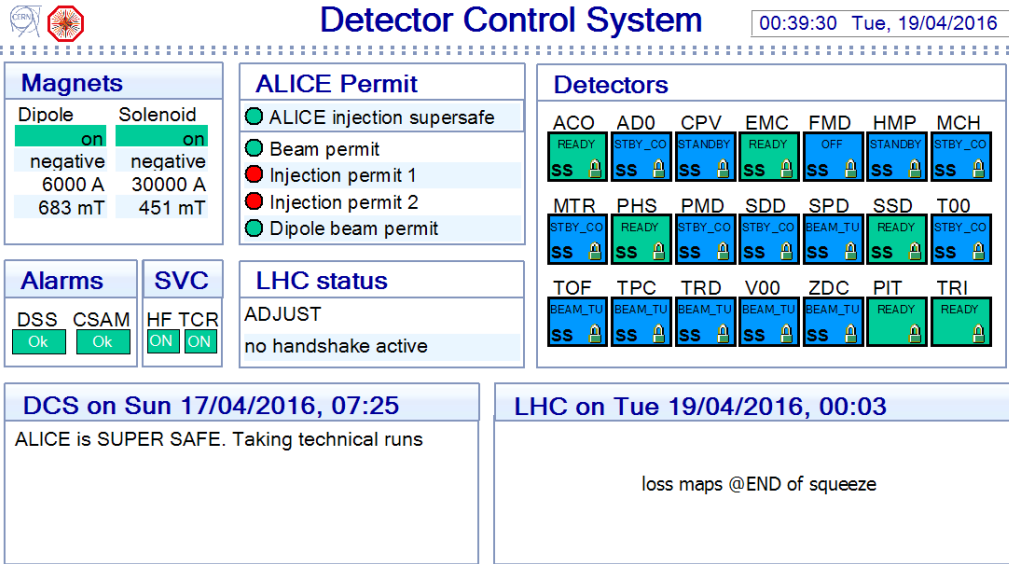 CERN
Detector Control System
00:39:30 Tue, 19/04/2016
Magnets
Dipole Solenoid
on on
negative negative
6000 A 30000 A
683 mT 451 mT
ALICE Permit
ALICE injection supersafe
Beam permit
Injection permit 1
Injection permit 2
Dipole beam permit
Detectors
ACO AD0 CPV EMC FMD HMP MCH
READY STBY_CO STANDBY READY OFF STANDBY STBY_CO
SS SS SS SS SS SS SS
MTR PHS PMD SDD SPD SSD T00
STBY_CO READY STBY_CO STBY_CO BEAM_TU READY STBY_CO
SS SS SS SS SS SS SS
TOF TPC TRD V00 ZDC PIT TRI
BEAM_TU BEAM_TU BEAM_TU BEAM_TU BEAM_TU READY READY
SS SS SS SS SS
Alarms
DSS CSAM
Ok Ok
SVC
HF TCR
ON ON
LHC status
ADJUST
no handshake active
DCS on Sun 17/04/2016, 07:25
ALICE is SUPER SAFE. Taking technical runs
LHC on Tue 19/04/2016, 00:03
loss maps @END of squeeze